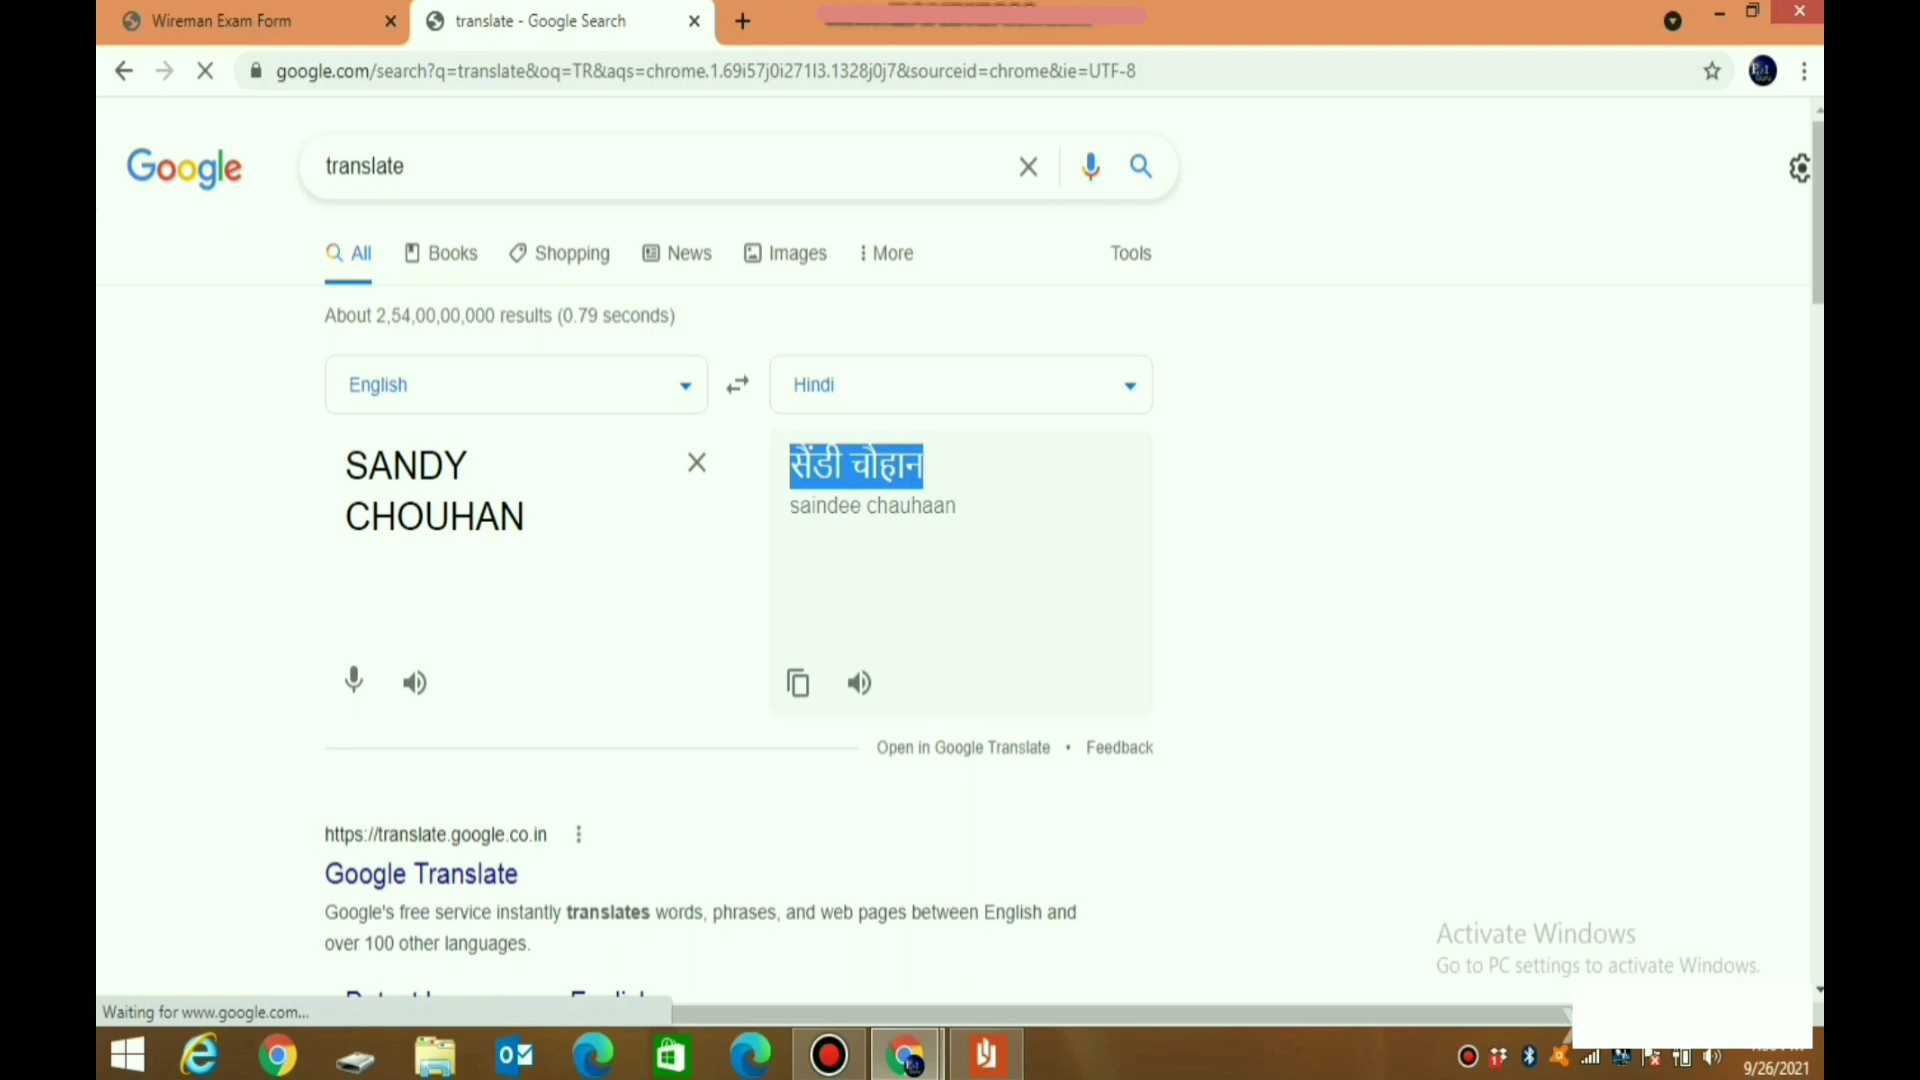 Wireman Exam Form
translate - Google Search
google.com/search?q=translate&oq=TR&aqs=chrome.1.69i57j0i271l3.1328j0j7&sourceid=chrome&ie=UTF-8
Google
translate
All Books Shopping News Images More Tools
About 2,54,00,00,000 results (0.79 seconds)
English
Hindi
SANDY
CHOUHAN
सैंडी चौहान
saindee chauhaan
Open in Google Translate • Feedback
https://translate.google.co.in
Google Translate
Google's free service instantly translates words, phrases, and web pages between English and
over 100 other languages.
Activate Windows
Go to PC settings to activate Windows.
Waiting for www.google.com...
9/26/2021